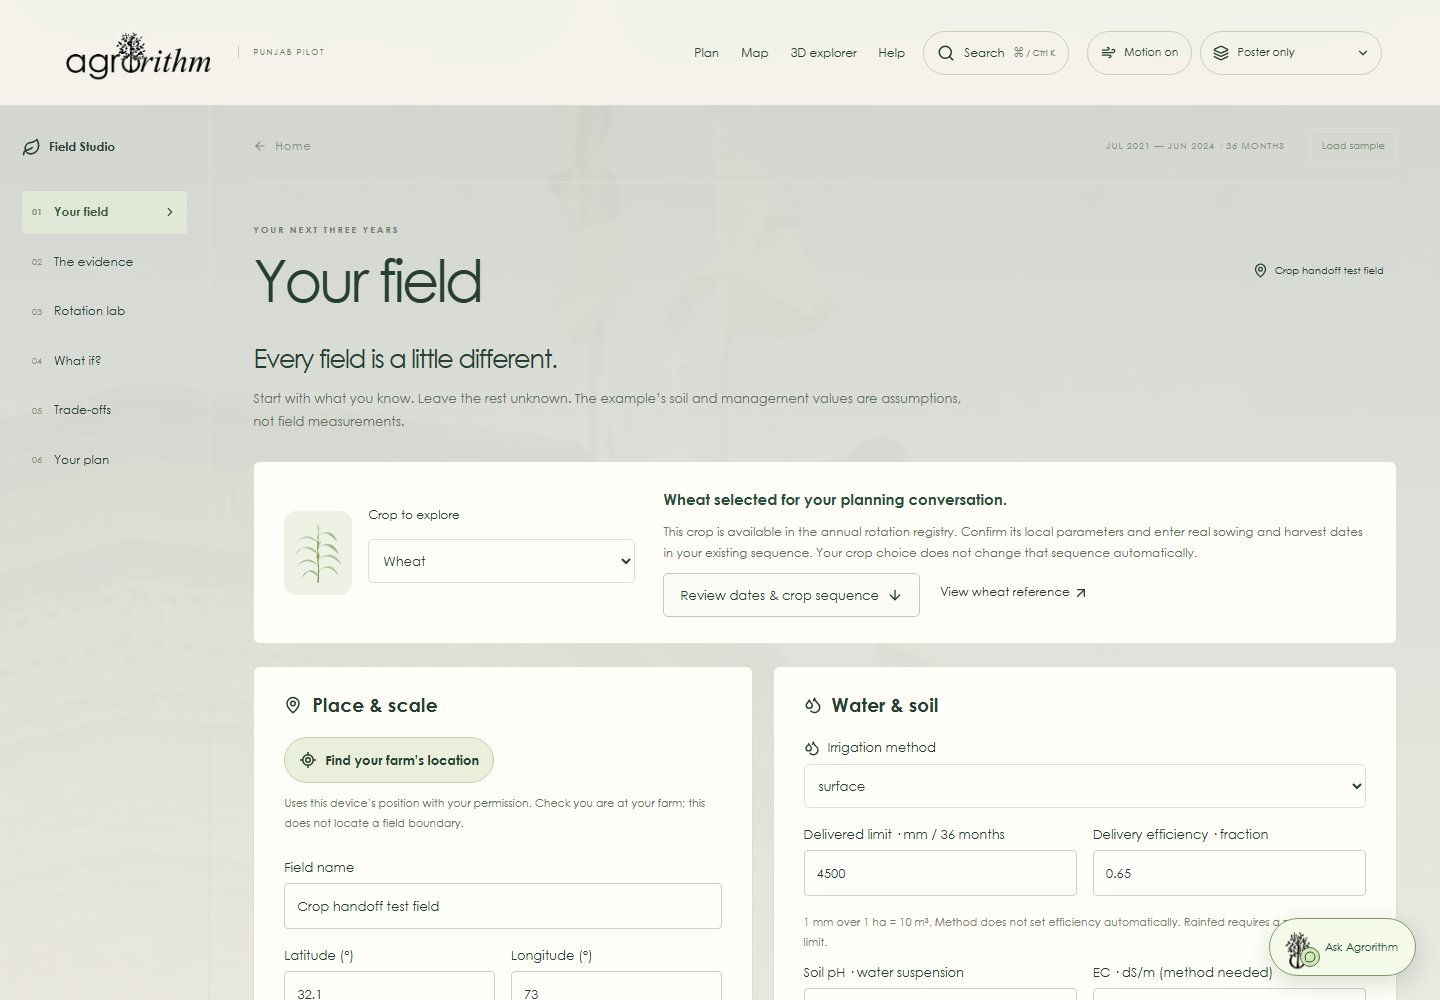 agrorithm
PUNJAB PILOT
Plan
Map
3D explorer
Help
Search ⌘ / Ctrl K
Motion on
Poster only
Field Studio
01 Your field
02 The evidence
03 Rotation lab
04 What if?
05 Trade-offs
06 Your plan
← Home
JUL 2021 — JUN 2024 · 36 MONTHS
Load sample
YOUR NEXT THREE YEARS
Your field
Crop handoff test field
Every field is a little different.
Start with what you know. Leave the rest unknown. The example's soil and management values are assumptions,
not field measurements.
Crop to explore
Wheat
Wheat selected for your planning conversation.
This crop is available in the annual rotation registry. Confirm its local parameters and enter real sowing and harvest dates
in your existing sequence. Your crop choice does not change that sequence automatically.
Review dates & crop sequence ↓
View wheat reference ↗
Place & scale
Find your farm's location
Uses this device's position with your permission. Check you are at your farm; this
does not locate a field boundary.
Field name
Crop handoff test field
Latitude (°)
Longitude (°)
32.1
73
Water & soil
Irrigation method
surface
Delivered limit · mm / 36 months
Delivery efficiency · fraction
4500
0.65
1 mm over 1 ha = 10 m³. Method does not set efficiency automatically. Rainfed requires a
limit.
Soil pH · water suspension
EC · dS/m (method needed)
Ask Agrorithm